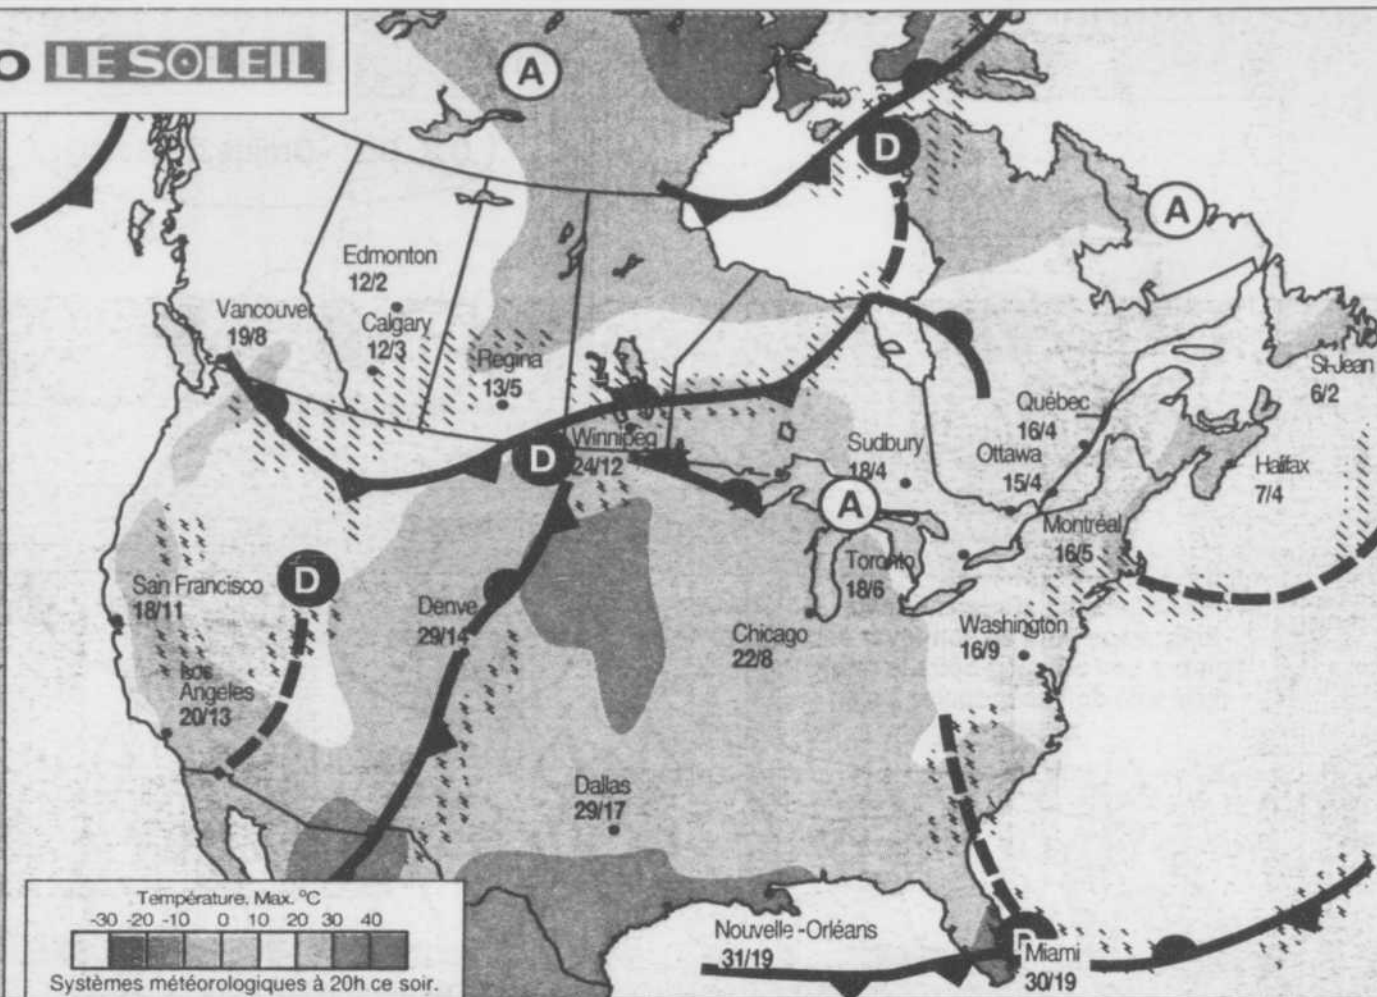 O LE SOLEIL
A
D
A
Edmonton
12/2
Vancouver
19/8
Calgary
12/3
Regina
13/5
St-Jean
6/2
Québec
16/4
Winnipeg
24/12
D
Sudbury
18/4
Ottawa
15/4
Halifax
7/4
A
Montréal
16/5
Toronto
18/6
D
San Francisco
18/11
Denve
29/14
Chicago
22/8
Washington
16/9
Los
Angéles
20/13
Dallas
29/17
Température. Max. °C
-30 -20 -10 0 10 20 30 40
Systèmes météorologiques à 20h ce soir.
Nouvelle-Orléans
31/19
D
Miami
30/19